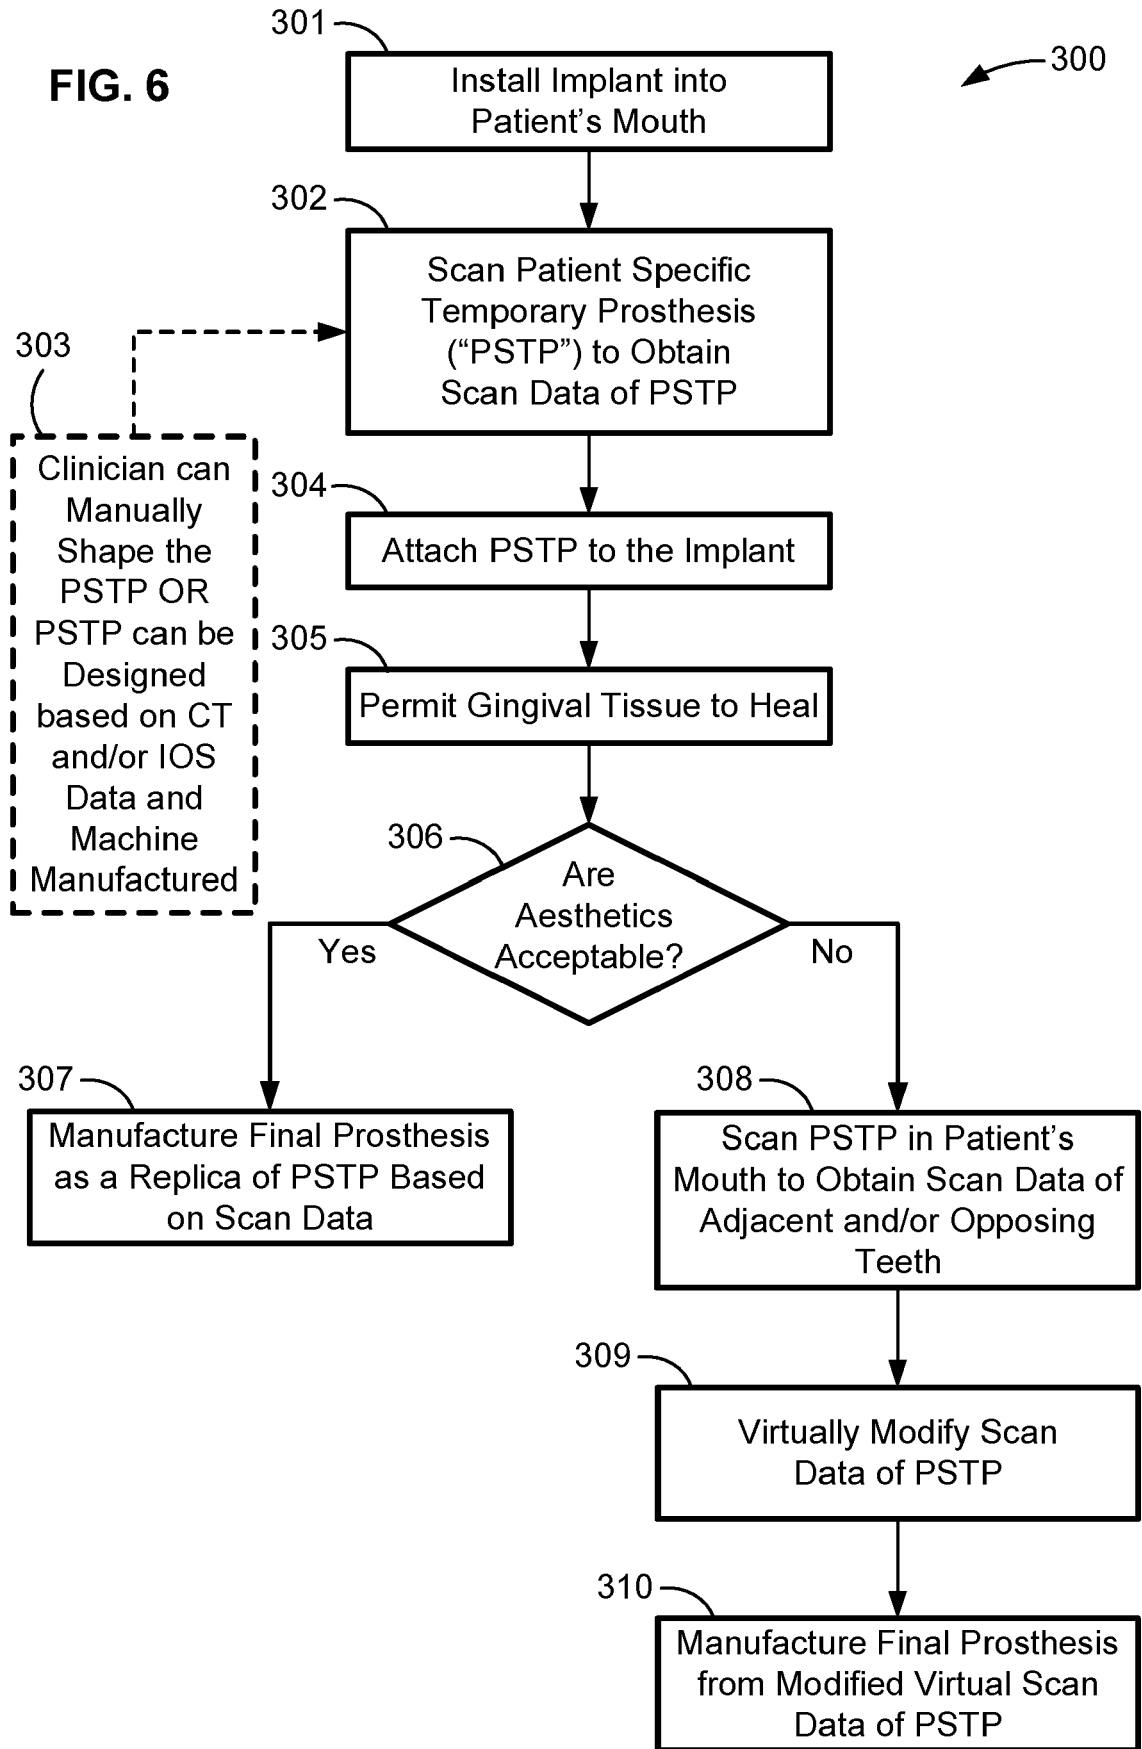 FIG. 6
300
301
Install Implant into
Patient's Mouth
302
Scan Patient Specific
Temporary Prosthesis
(“PSTP”) to Obtain
Scan Data of PSTP
303
Clinician can
Manually
Shape the
PSTP OR
PSTP can be
Designed
based on CT
and/or IOS
Data and
Machine
Manufactured
304
Attach PSTP to the Implant
305
Permit Gingival Tissue to Heal
306
Are
Aesthetics
Acceptable?
Yes
No
307
Manufacture Final Prosthesis
as a Replica of PSTP Based
on Scan Data
308
Scan PSTP in Patient's
Mouth to Obtain Scan Data of
Adjacent and/or Opposing
Teeth
309
Virtually Modify Scan
Data of PSTP
310
Manufacture Final Prosthesis
from Modified Virtual Scan
Data of PSTP